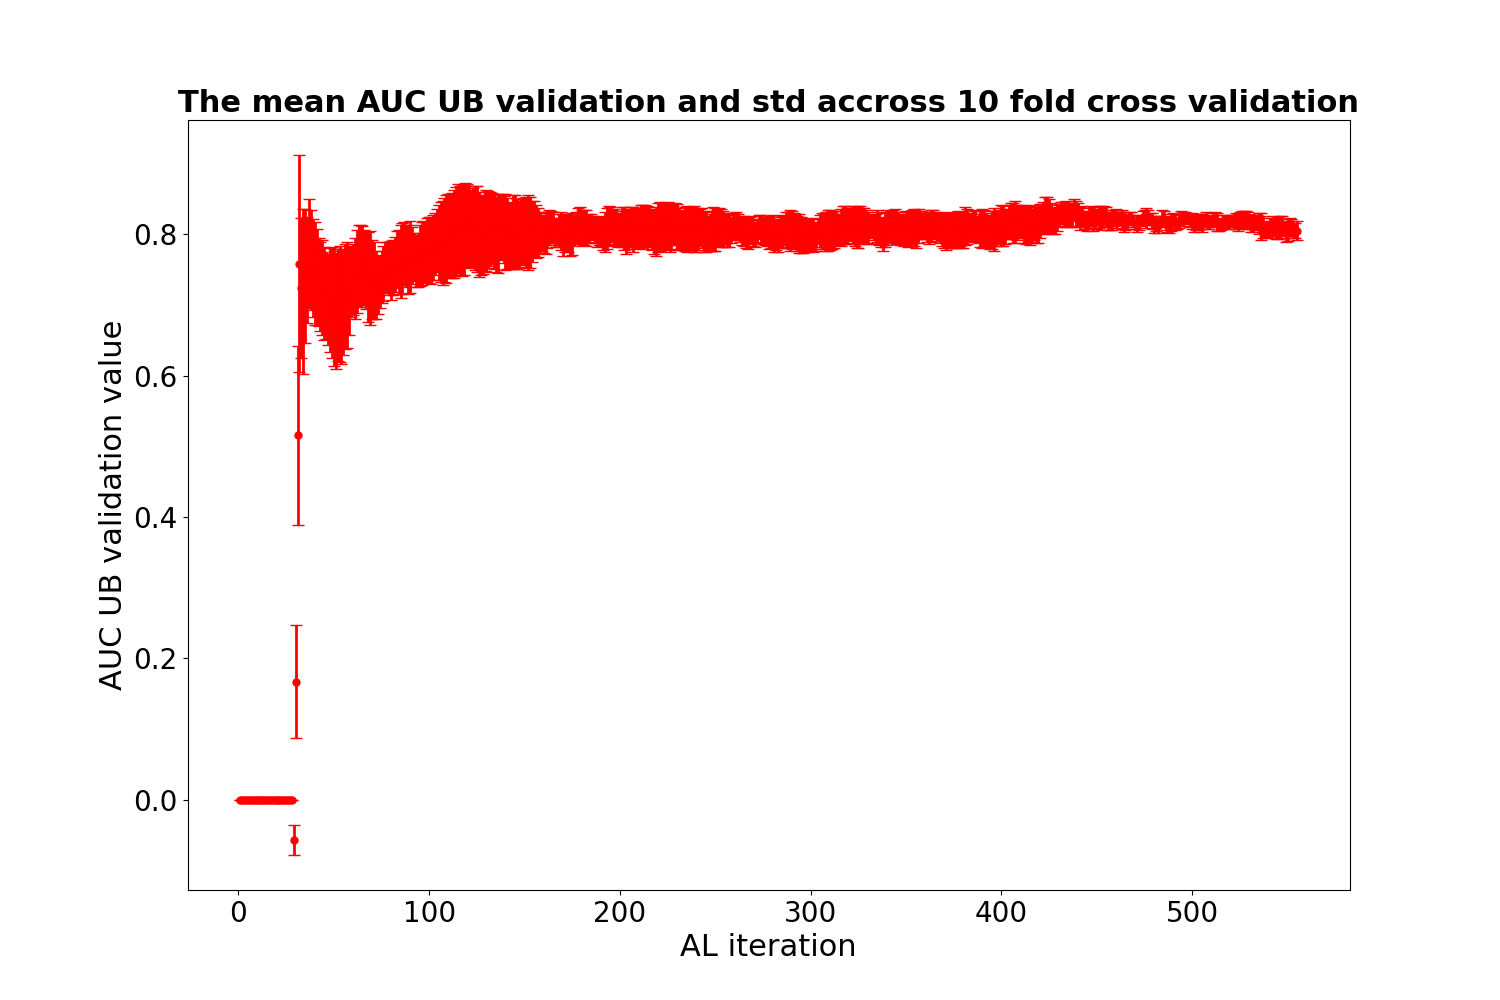 The mean AUC UB validation and std accross 10 fold cross validation
AUC UB validation value
0.8
0.6
0.4
0.2
0.0
0 100 200 300 400 500
AL iteration